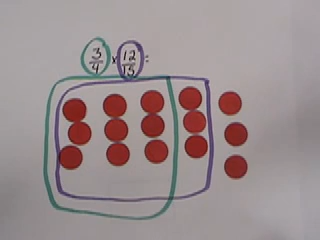 3/4 × 12/15 =